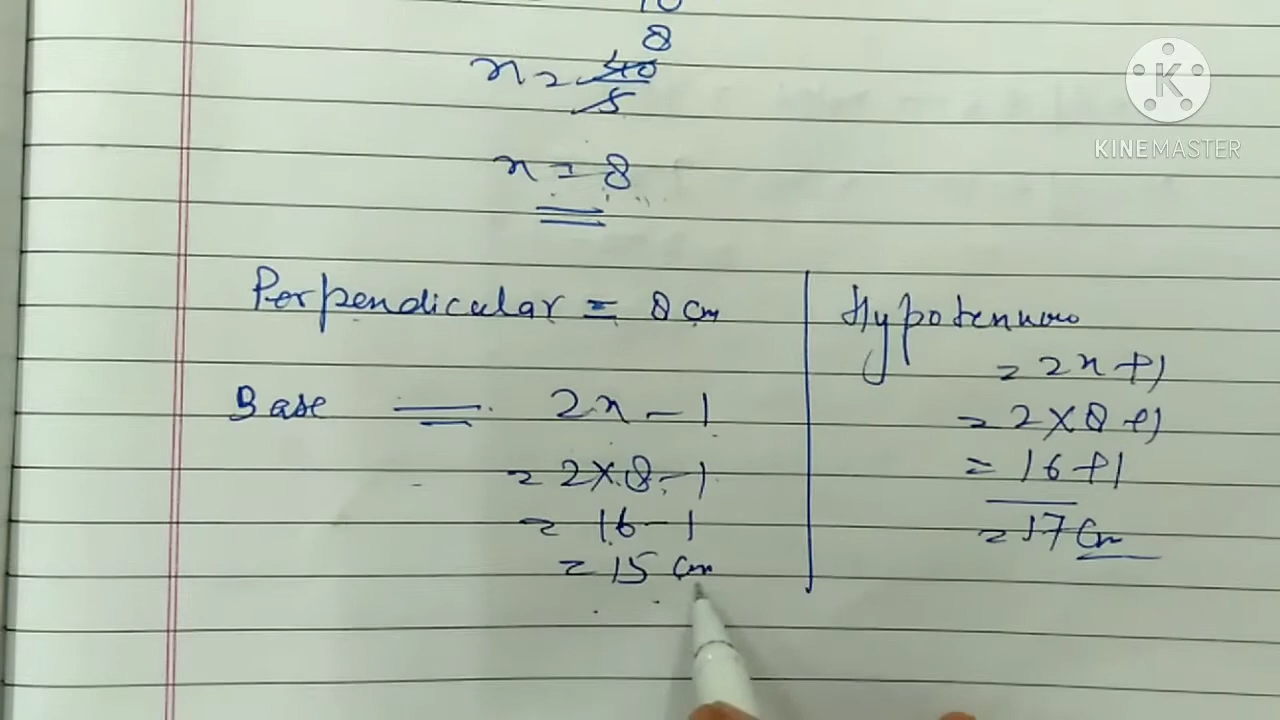 8
x = 40
5
x = 8
Perpendicular = 8 cm
Base = 2x - 1
= 2 × 8 - 1
= 16 - 1
= 15 cm
Hypotenuse
= 2x + 1
= 2 × 8 + 1
= 16 + 1
= 17 cm
K
KINEMASTER